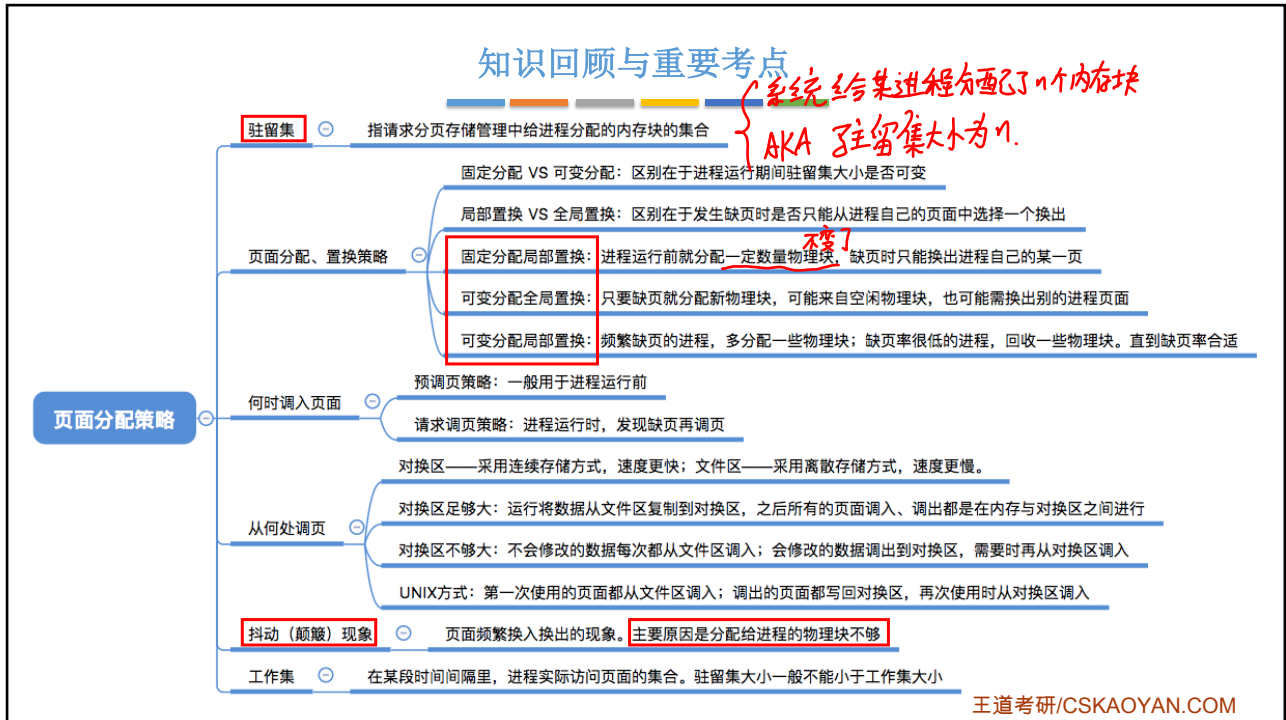 知识回顾与重要考点
系统给某进程分配了n个内存块
AKA 驻留集大小为n.
驻留集
指请求分页存储管理中给进程分配的内存块的集合
页面分配策略
页面分配、置换策略
固定分配 VS 可变分配：区别在于进程运行期间驻留集大小是否可变
局部置换 VS 全局置换：区别在于发生缺页时是否只能从进程自己的页面中选择一个换出
不变了
固定分配局部置换：进程运行前就分配一定数量物理块，缺页时只能换出进程自己的某一页
可变分配全局置换：只要缺页就分配新物理块，可能来自空闲物理块，也可能需换出别的进程页面
可变分配局部置换：频繁缺页的进程，多分配一些物理块；缺页率很低的进程，回收一些物理块。直到缺页率合适
何时调入页面
预调页策略：一般用于进程运行前
请求调页策略：进程运行时，发现缺页再调页
从何处调页
对换区——采用连续存储方式，速度更快；文件区——采用离散存储方式，速度更慢。
对换区足够大：运行将数据从文件区复制到对换区，之后所有的页面调入、调出都是在内存与对换区之间进行
对换区不够大：不会修改的数据每次都从文件区调入；会修改的数据调出到对换区，需要时再从对换区调入
UNIX方式：第一次使用的页面都从文件区调入；调出的页面都写回对换区，再次使用时从对换区调入
抖动（颠簸）现象
页面频繁换入换出的现象。主要原因是分配给进程的物理块不够
工作集
在某段时间间隔里，进程实际访问页面的集合。驻留集大小一般不能小于工作集大小
王道考研/CSKAOYAN.COM